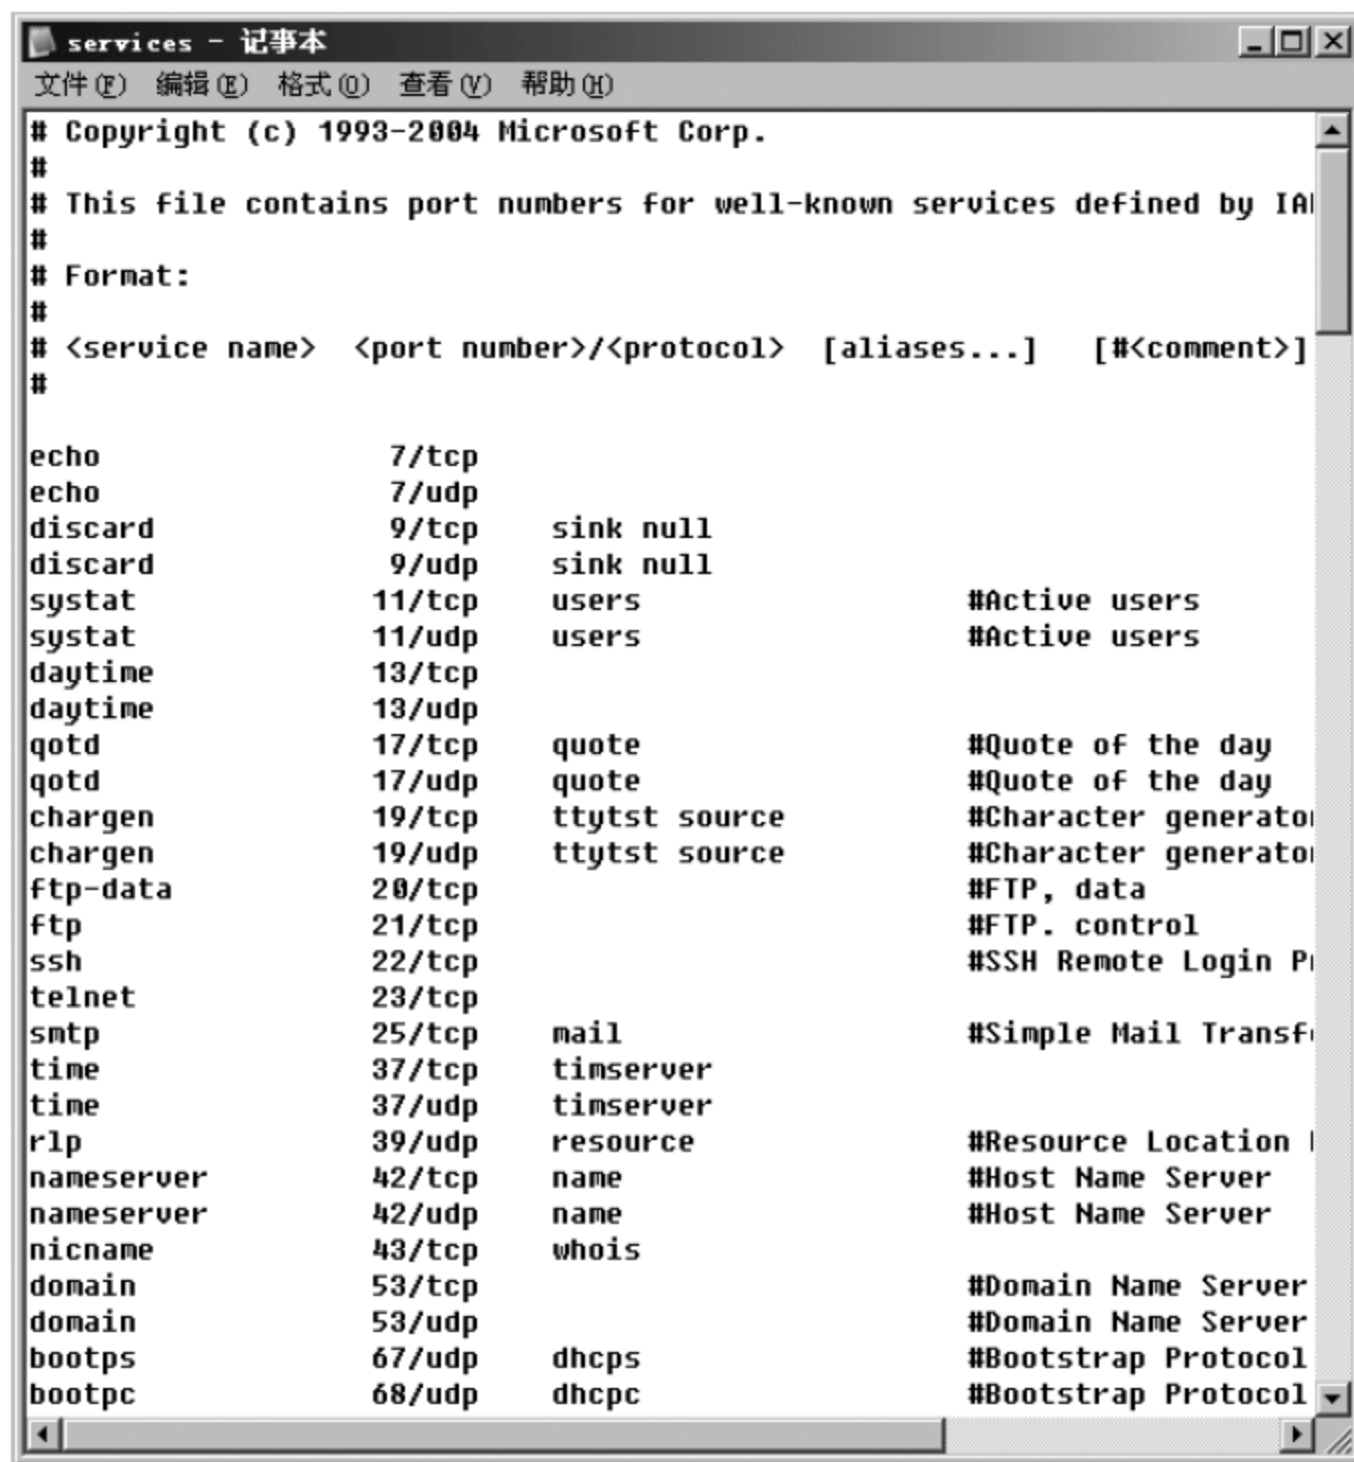 services - 记事本
文件(F) 编辑(E) 格式(O) 查看(V) 帮助(H)
# Copyright (c) 1993-2004 Microsoft Corp.
#
# This file contains port numbers for well-known services defined by
#
# Format:
#
# <service name>  <port number>/<protocol>  [aliases...]   [#<comment>]
#
echo                7/tcp
echo                7/udp
discard             9/tcp    sink null
discard             9/udp    sink null
systat             11/tcp    users                  #Active users
systat             11/udp    users                  #Active users
daytime            13/tcp
daytime            13/udp
qotd               17/tcp    quote                  #Quote of the day
qotd               17/udp    quote                  #Quote of the day
chargen            19/tcp    ttytst source          #Character
chargen            19/udp    ttytst source          #Character
ftp-data           20/tcp                           #FTP, data
ftp                21/tcp                           #FTP. control
ssh                22/tcp                           #SSH Remote Login
telnet             23/tcp
smtp               25/tcp    mail                   #Simple Mail
time               37/tcp    timserver
time               37/udp    timserver
rlp                39/udp    resource               #Resource Location
nameserver         42/tcp    name                   #Host Name Server
nameserver         42/udp    name                   #Host Name Server
nicname            43/tcp    whois
domain             53/tcp                           #Domain Name Server
domain             53/udp                           #Domain Name Server
bootps             67/udp    dhcps                  #Bootstrap Protocol
bootpc             68/udp    dhcpc                  #Bootstrap Protocol